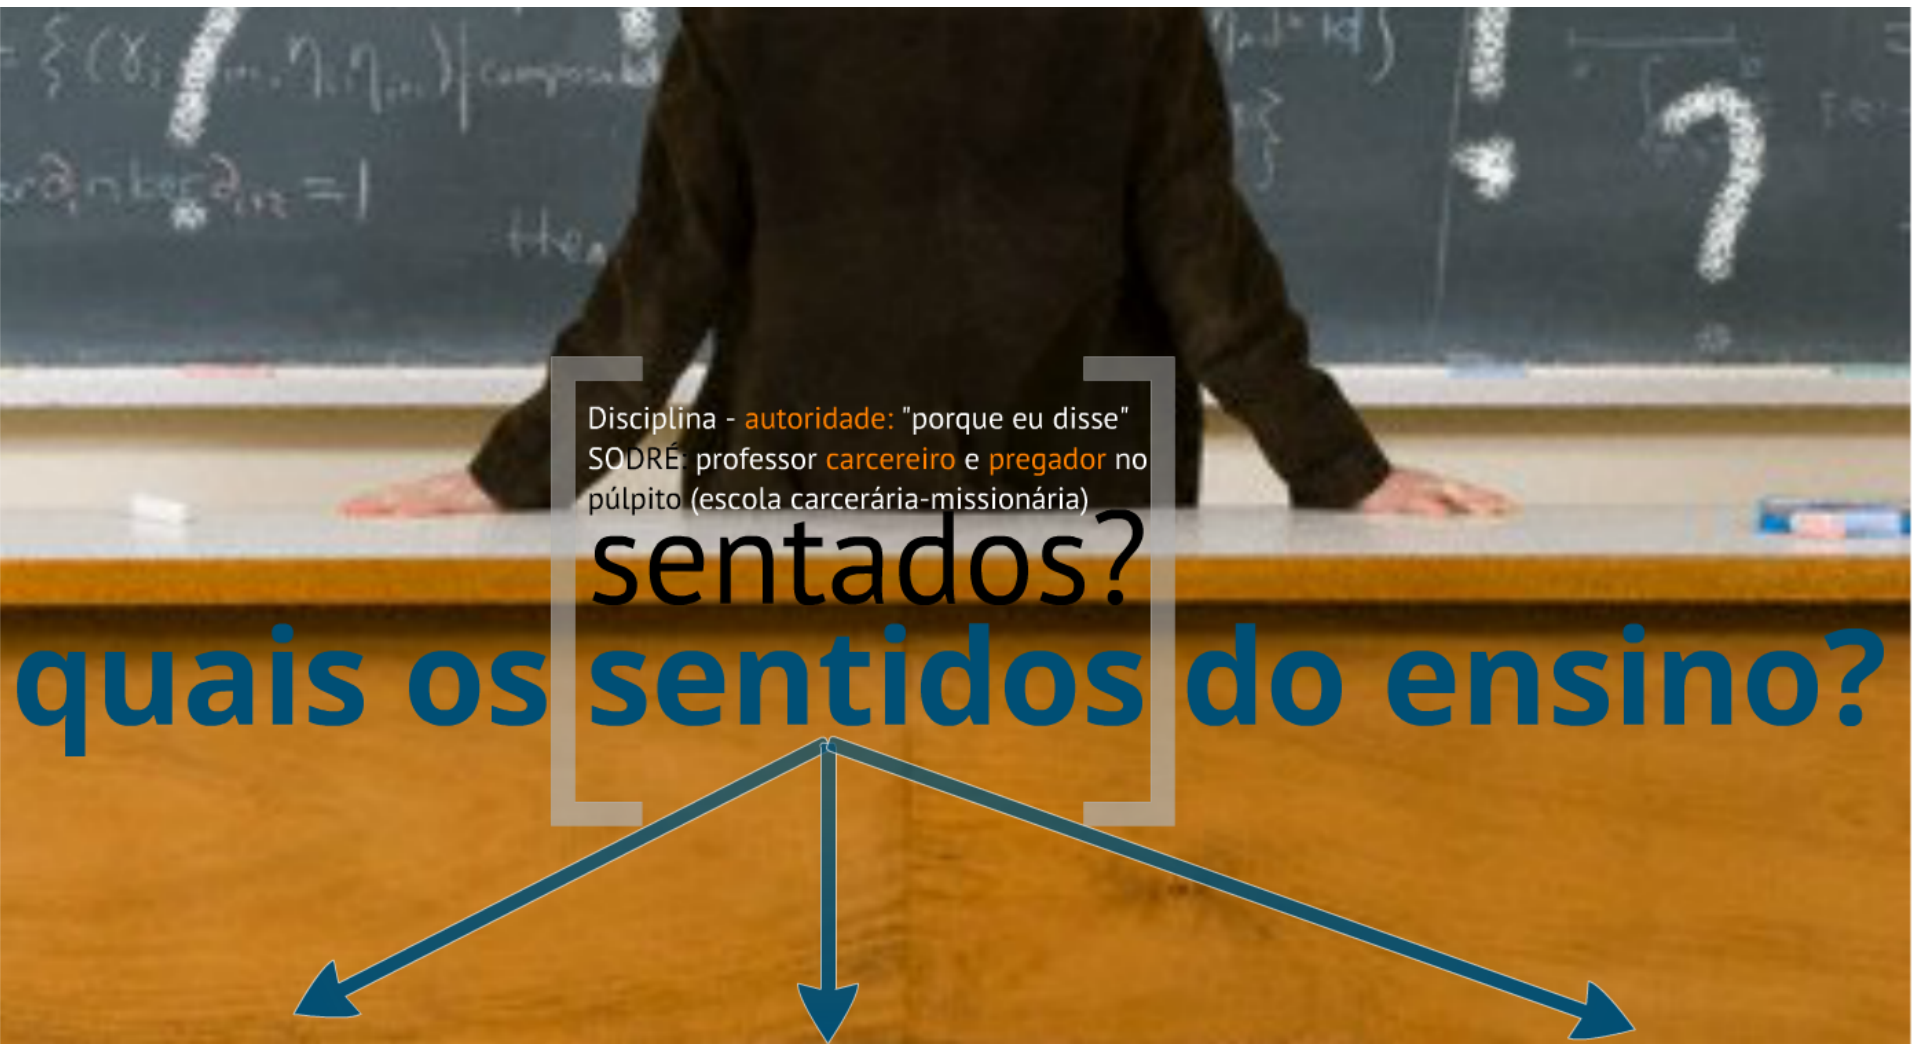 = 1
Disciplina - autoridade: "porque eu disse"
SODRÉ: professor carcereiro e pregador no
púlpito (escola carcerária-missionária)
sentados?
quais os sentidos do ensino?